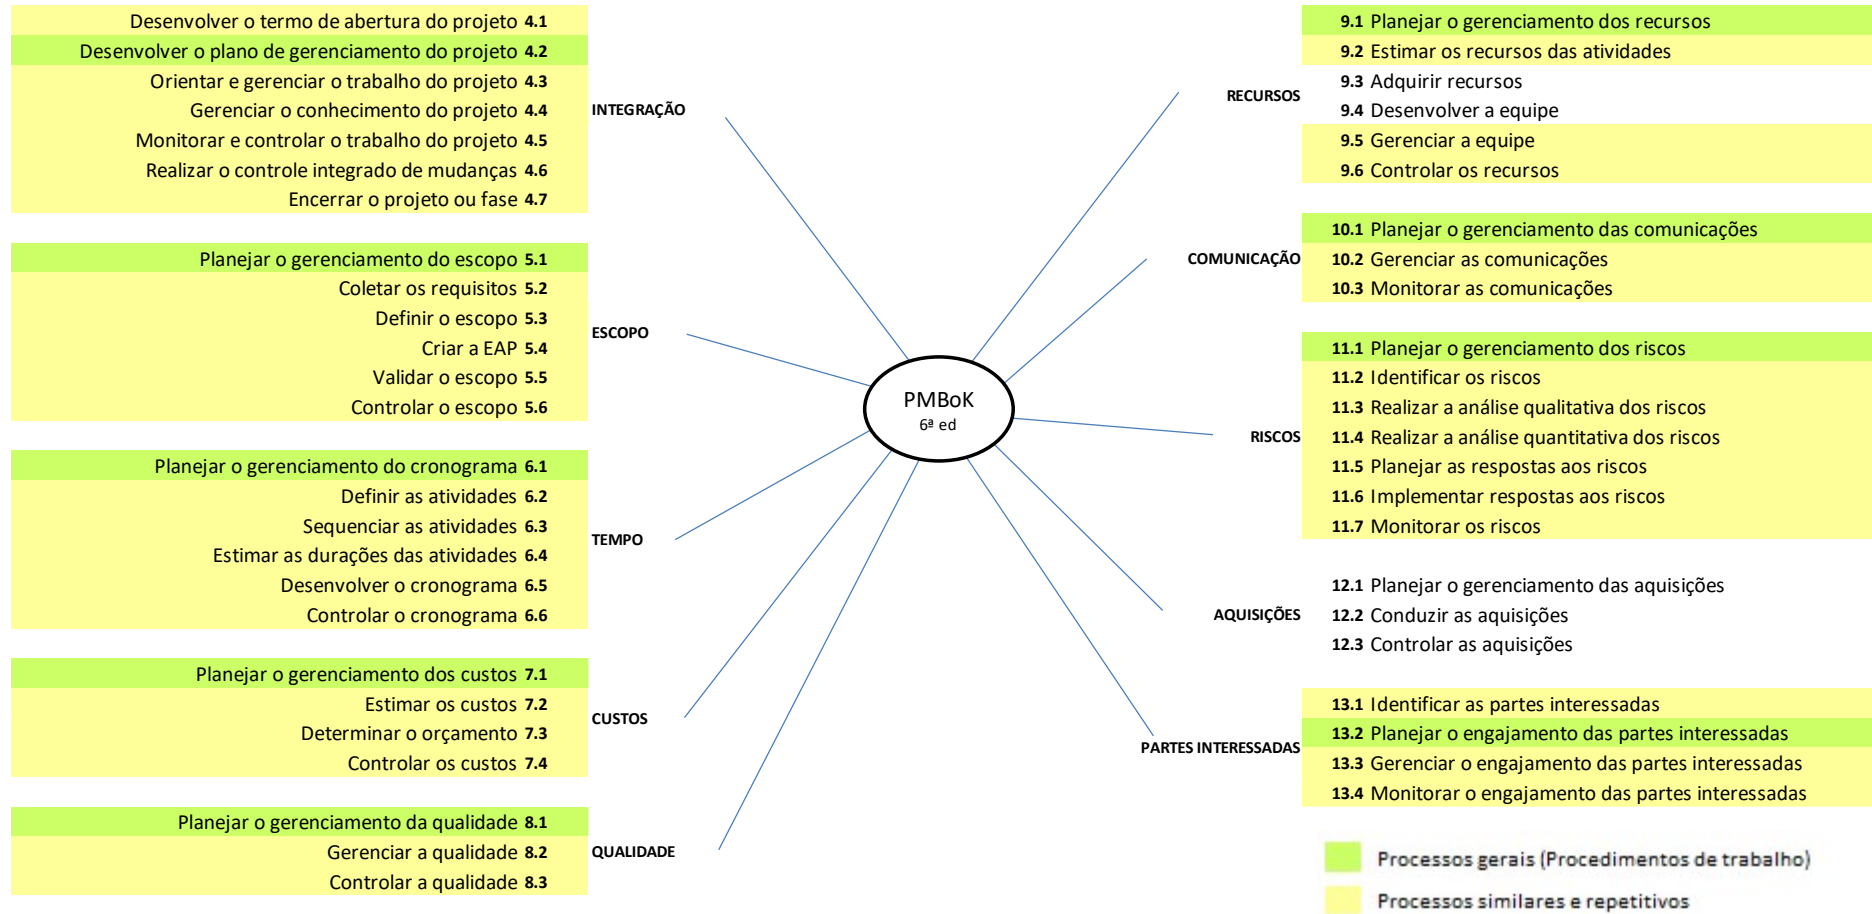 Desenvolver o termo de abertura do projeto 4.1
Desenvolver o plano de gerenciamento do projeto 4.2
Orientar e gerenciar o trabalho do projeto 4.3
Gerenciar o conhecimento do projeto 4.4
Monitorar e controlar o trabalho do projeto 4.5
Realizar o controle integrado de mudanças 4.6
Encerrar o projeto ou fase 4.7
INTEGRAÇÃO
Planejar o gerenciamento do escopo 5.1
Coletar os requisitos 5.2
Definir o escopo 5.3
Criar a EAP 5.4
Validar o escopo 5.5
Controlar o escopo 5.6
ESCOPO
Planejar o gerenciamento do cronograma 6.1
Definir as atividades 6.2
Sequenciar as atividades 6.3
Estimar as durações das atividades 6.4
Desenvolver o cronograma 6.5
Controlar o cronograma 6.6
TEMPO
Planejar o gerenciamento dos custos 7.1
Estimar os custos 7.2
Determinar o orçamento 7.3
Controlar os custos 7.4
CUSTOS
Planejar o gerenciamento da qualidade 8.1
Gerenciar a qualidade 8.2
Controlar a qualidade 8.3
QUALIDADE
PMBoK
6ª ed
RECURSOS
9.1 Planejar o gerenciamento dos recursos
9.2 Estimar os recursos das atividades
9.3 Adquirir recursos
9.4 Desenvolver a equipe
9.5 Gerenciar a equipe
9.6 Controlar os recursos
COMUNICAÇÃO
10.1 Planejar o gerenciamento das comunicações
10.2 Gerenciar as comunicações
10.3 Monitorar as comunicações
RISCOS
11.1 Planejar o gerenciamento dos riscos
11.2 Identificar os riscos
11.3 Realizar a análise qualitativa dos riscos
11.4 Realizar a análise quantitativa dos riscos
11.5 Planejar as respostas aos riscos
11.6 Implementar respostas aos riscos
11.7 Monitorar os riscos
AQUISIÇÕES
12.1 Planejar o gerenciamento das aquisições
12.2 Conduzir as aquisições
12.3 Controlar as aquisições
PARTES INTERESSADAS
13.1 Identificar as partes interessadas
13.2 Planejar o engajamento das partes interessadas
13.3 Gerenciar o engajamento das partes interessadas
13.4 Monitorar o engajamento das partes interessadas
Processos gerais (Procedimentos de trabalho)
Processos similares e repetitivos